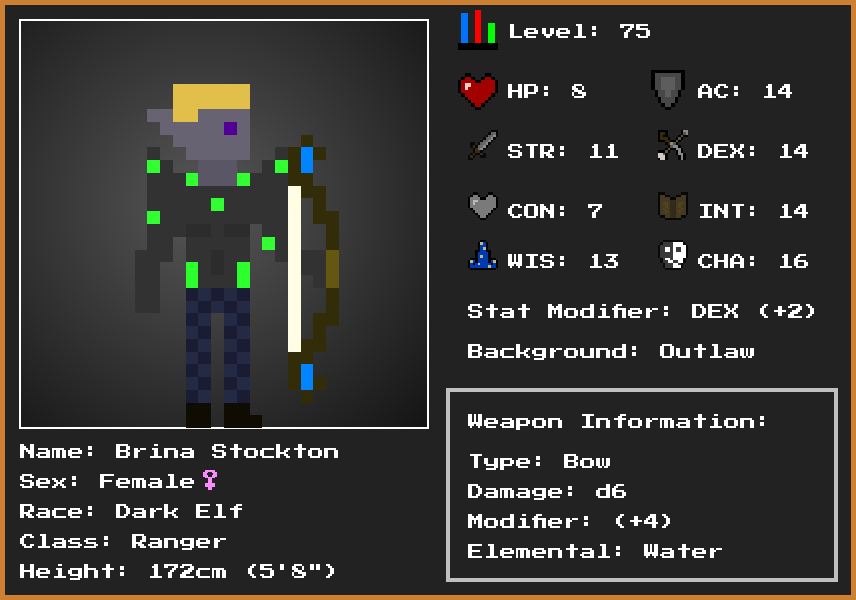 Level: 75
HP: 8 AC: 14
STR: 11 DEX: 14
CON: 7 INT: 14
WIS: 13 CHA: 16
Stat Modifier: DEX (+2)
Background: Outlaw
Weapon Information:
Type: Bow
Damage: d6
Modifier: (+4)
Elemental: Water
Name: Brina Stockton
Sex: Female♀
Race: Dark Elf
Class: Ranger
Height: 172cm (5'8")